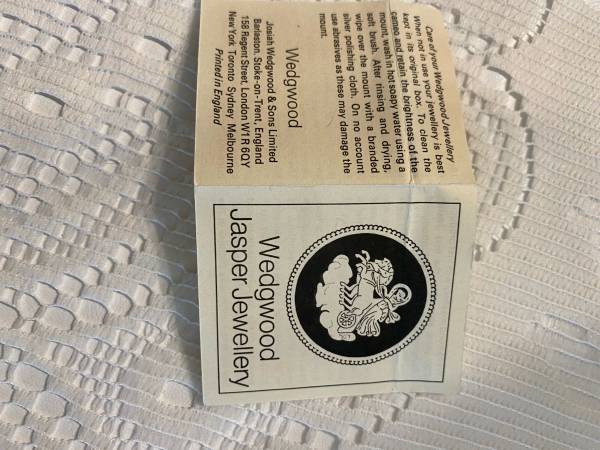 Care of your Wedgwood Jewellery
When not in use your jewellery is best
kept in its original box. To clean the
cameo and retain the brightness of the
mount, wash in hot soapy water using a
soft brush. After rinsing and drying,
wipe over the mount with a branded
silver polishing cloth. On no account
use abrasives as these may damage the
mount.
Wedgwood
Josiah Wedgwood & Sons Limited
Barlaston, Stoke-on-Trent, England
158 Regent Street, London W1R 6QY
New York Toronto Sydney Melbourne
Printed in England
Wedgwood
Jasper Jewellery